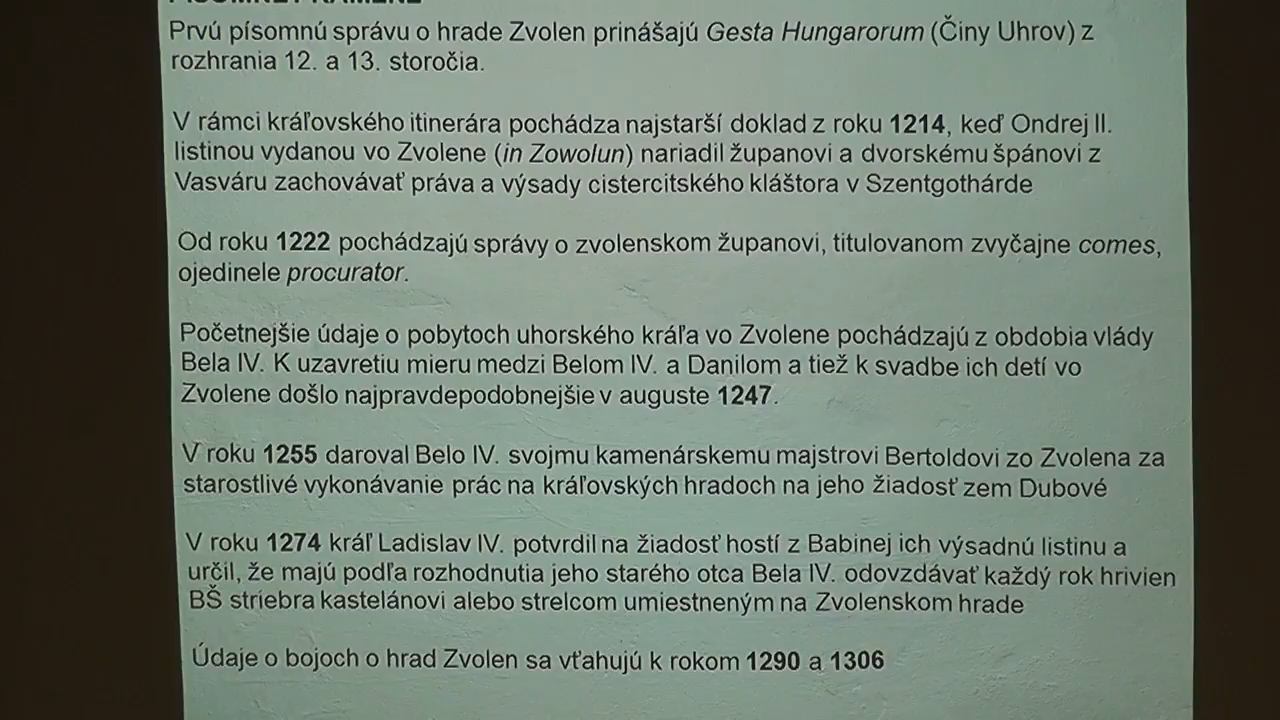 Prvú písomnú správu o hrade Zvolen prinášajú Gesta Hungarorum (Činy Uhrov) z
rozhrania 12. a 13. storočia.
V rámci kráľovského itinerára pochádza najstarší doklad z roku 1214, keď Ondrej II.
listinou vydanou vo Zvolene (in Zowolun) nariadil županovi a dvorskému špánovi z
Vasváru zachovávať práva a výsady cistercitského kláštora v Szentgothárde
Od roku 1222 pochádzajú správy o zvolenskom županovi, titulovanom zvyčajne comes,
ojedinele procurator.
Početnejšie údaje o pobytoch uhorského kráľa vo Zvolene pochádzajú z obdobia vlády
Bela IV. K uzavretiu mieru medzi Belom IV. a Danilom a tiež k svadbe ich detí vo
Zvolene došlo najpravdepodobnejšie v auguste 1247.
V roku 1255 daroval Belo IV. svojmu kamenárskemu majstrovi Bertoldovi zo Zvolena za
starostlivé vykonávanie prác na kráľovských hradoch na jeho žiadosť zem Dubové
V roku 1274 kráľ Ladislav IV. potvrdil na žiadosť hostí z Babinej ich výsadnú listinu a
určil, že majú podľa rozhodnutia jeho starého otca Bela IV. odovzdávať každý rok hrivien
BŠ striebra kastelánovi alebo strelcom umiestneným na Zvolenskom hrade
Údaje o bojoch o hrad Zvolen sa vťahujú k rokom 1290 a 1306